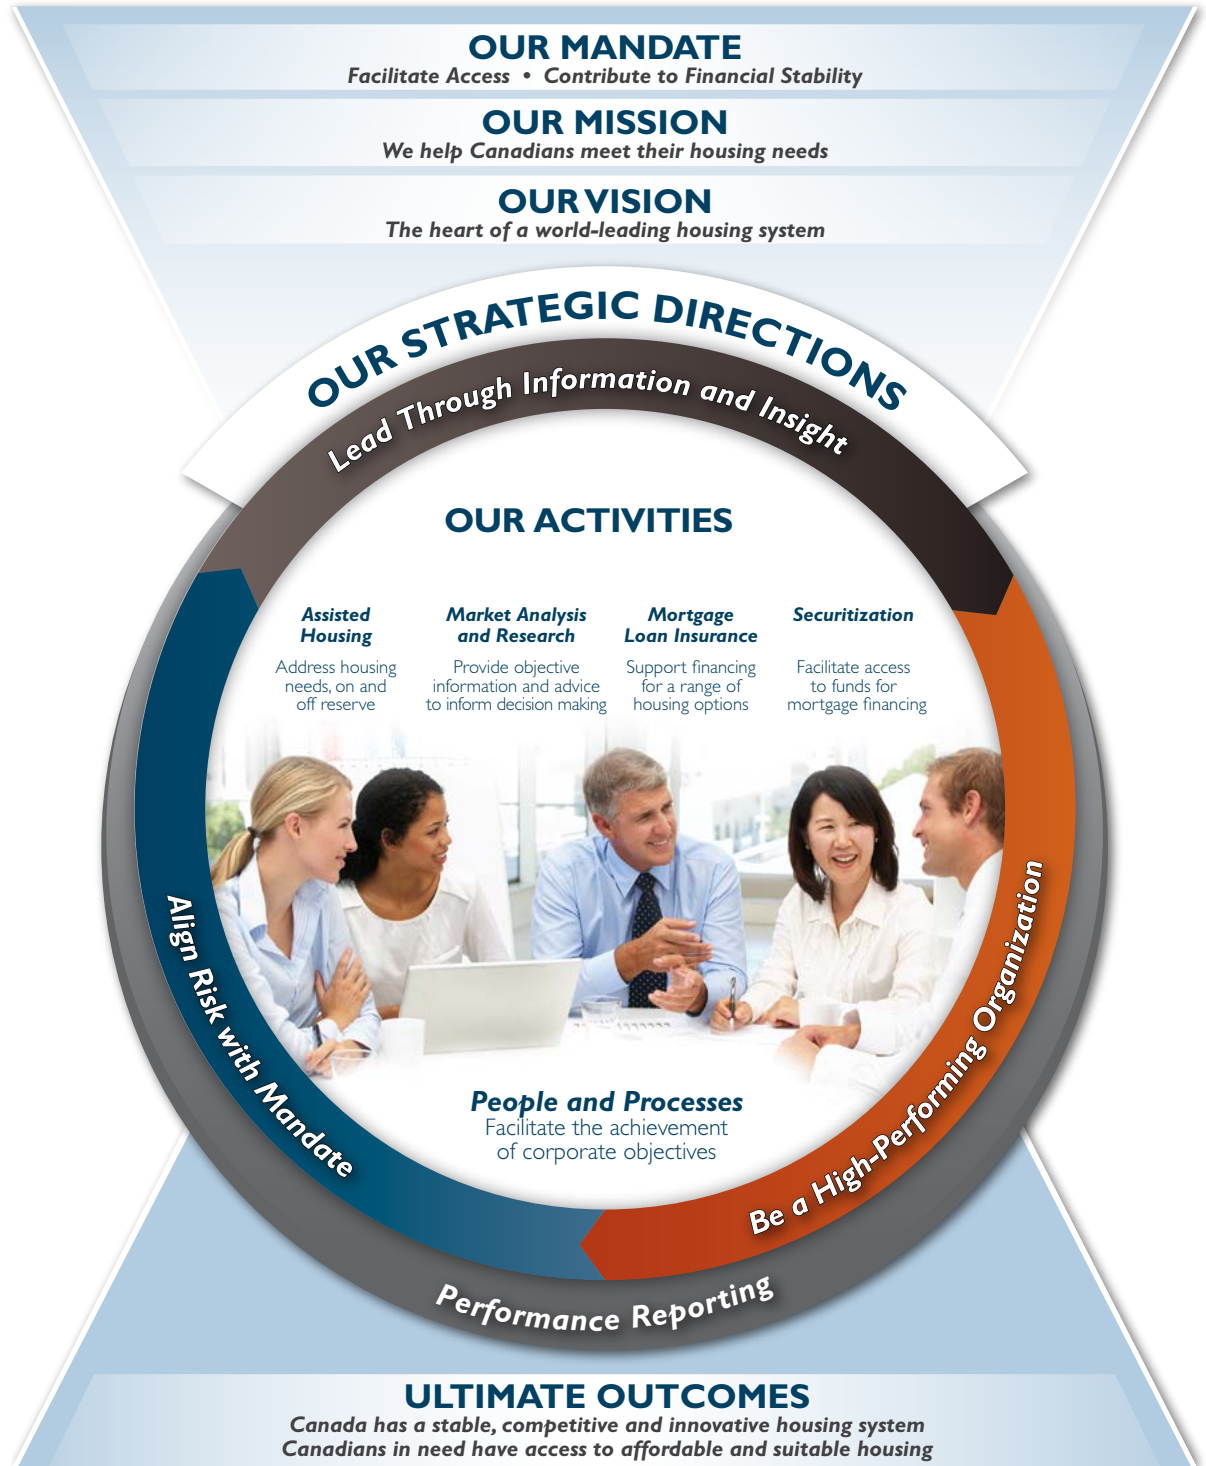 OUR MANDATE
Facilitate Access • Contribute to Financial Stability
OUR MISSION
We help Canadians meet their housing needs
OUR VISION
The heart of a world-leading housing system
OUR STRATEGIC DIRECTIONS
Lead Through Information and Insight
OUR ACTIVITIES
Assisted
Housing
Address housing
needs, on and
off reserve
Market Analysis
and Research
Provide objective
information and advice
to inform decision making
Mortgage
Loan Insurance
Support financing
for a range of
housing options
Securitization
Facilitate access
to funds for
mortgage financing
Align Risk with Mandate
Be a High-Performing Organization
People and Processes
Facilitate the achievement
of corporate objectives
Performance Reporting
ULTIMATE OUTCOMES
Canada has a stable, competitive and innovative housing system
Canadians in need have access to affordable and suitable housing